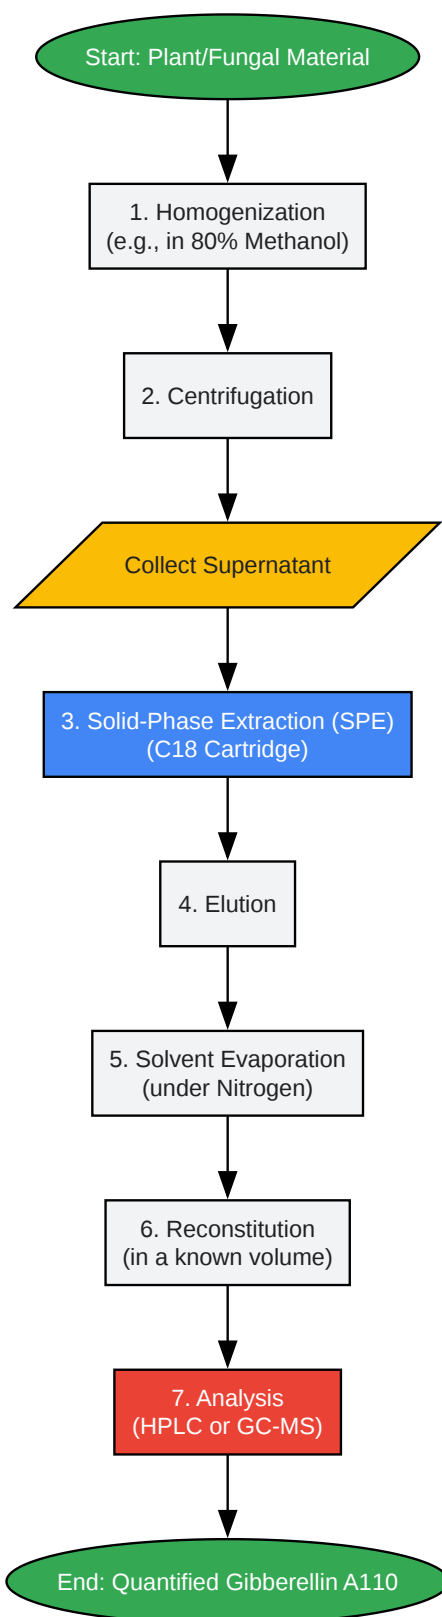 Start: Plant/Fungal Material
1. Homogenization
(e.g., in 80% Methanol)
2. Centrifugation
Collect Supernatant
3. Solid-Phase Extraction (SPE)
(C18 Cartridge)
4. Elution
5. Solvent Evaporation
(under Nitrogen)
6. Reconstitution
(in a known volume)
7. Analysis
(HPLC or GC-MS)
End: Quantified Gibberellin A110